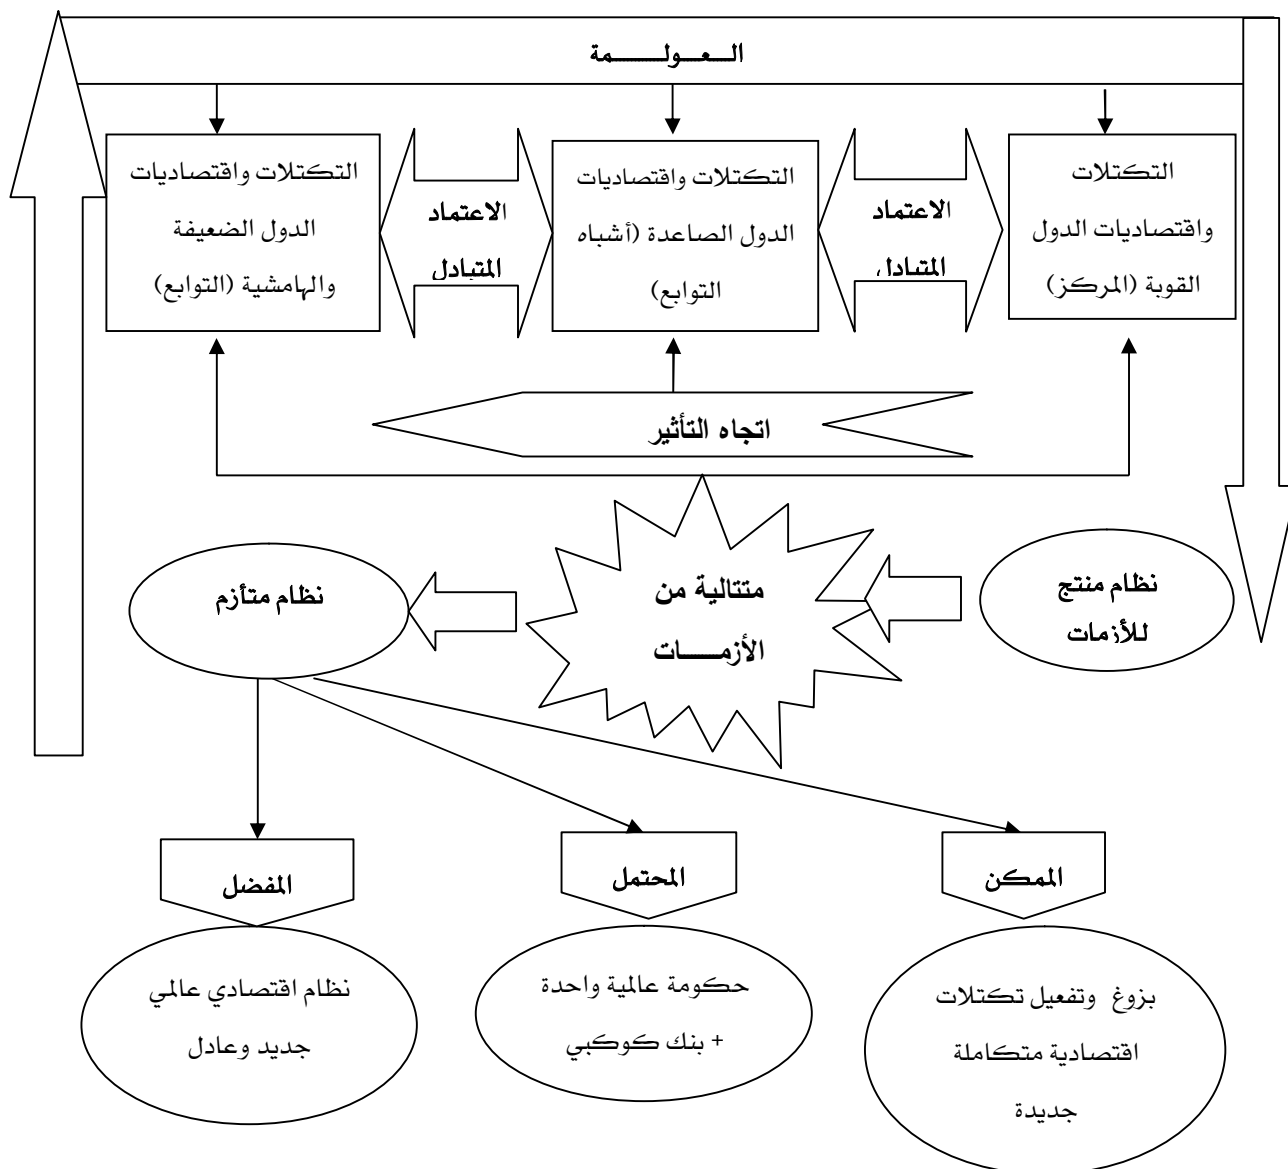 الـــعـــولـــــــمة
التكتلات
واقتصاديات الدول
القوية (المركز)
الاعتماد
المتبادل
التكتلات واقتصاديات
الدول الصاعدة (أشباه
التوابع)
الاعتماد
المتبادل
التكتلات واقتصاديات
الدول الضعيفة
والهامشية (التوابع)
اتجاه التأثير
نظام منتج
للأزمات
متتالية من
الأزمـــــات
نظام متأزم
الممكن
المحتمل
المفضل
بزوغ وتفعيل تكتلات
اقتصادية متكاملة
جديدة
حكومة عالمية واحدة
+ بنك كوكبي
نظام اقتصادي عالمي
جديد وعادل